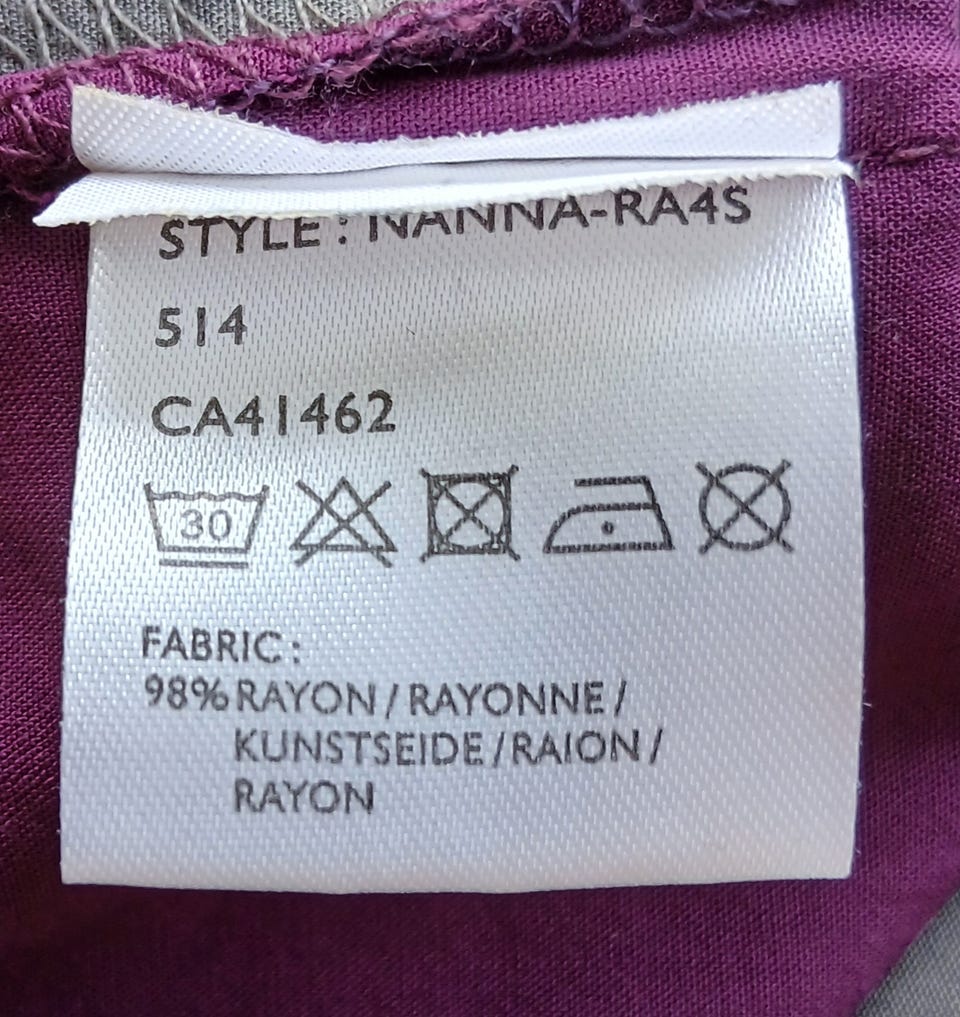 STYLE : NANNA-RA4S
514
CA41462
30
FABRIC :
98% RAYON / RAYONNE /
KUNSTSEIDE / RAION /
RAYON